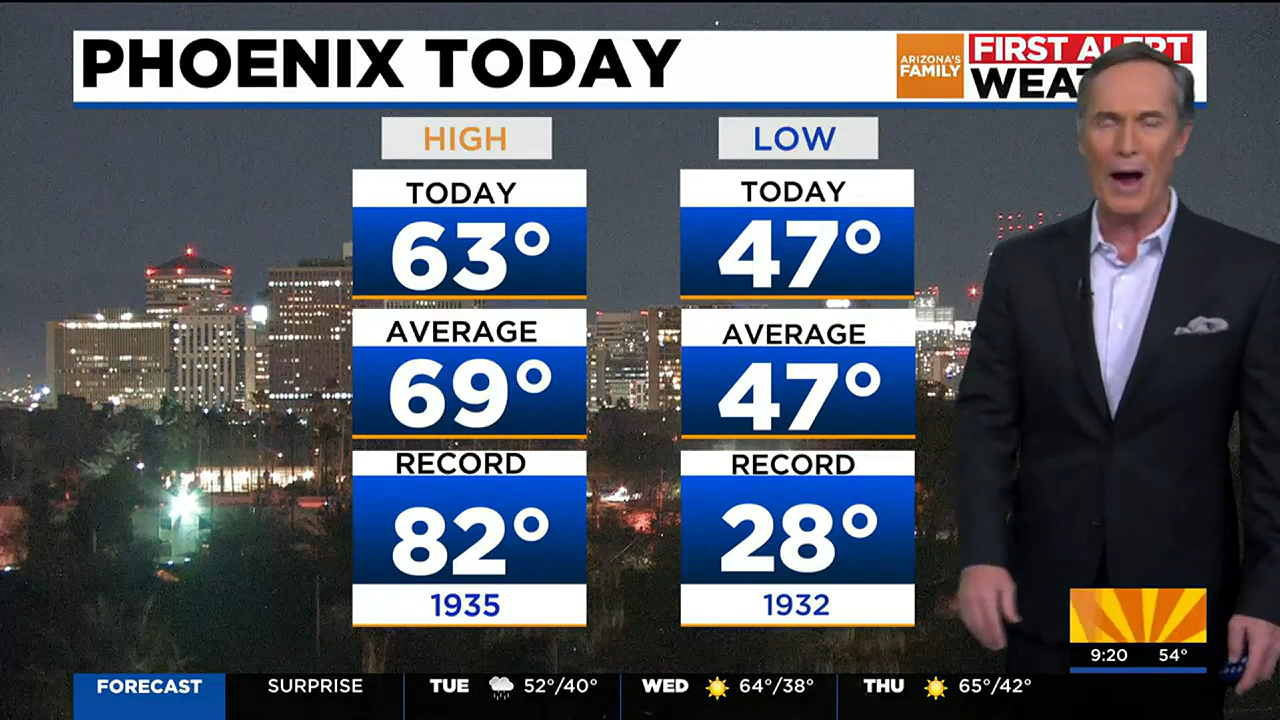 PHOENIX TODAY
ARIZONA'S
FAMILY
FIRST ALERT
WEAT
HIGH
LOW
TODAY
63°
TODAY
47°
AVERAGE
69°
AVERAGE
47°
RECORD
82°
1935
RECORD
28°
1932
9:20 54°
FORECAST SURPRISE TUE 52°/40° WED 64°/38° THU 65°/42°